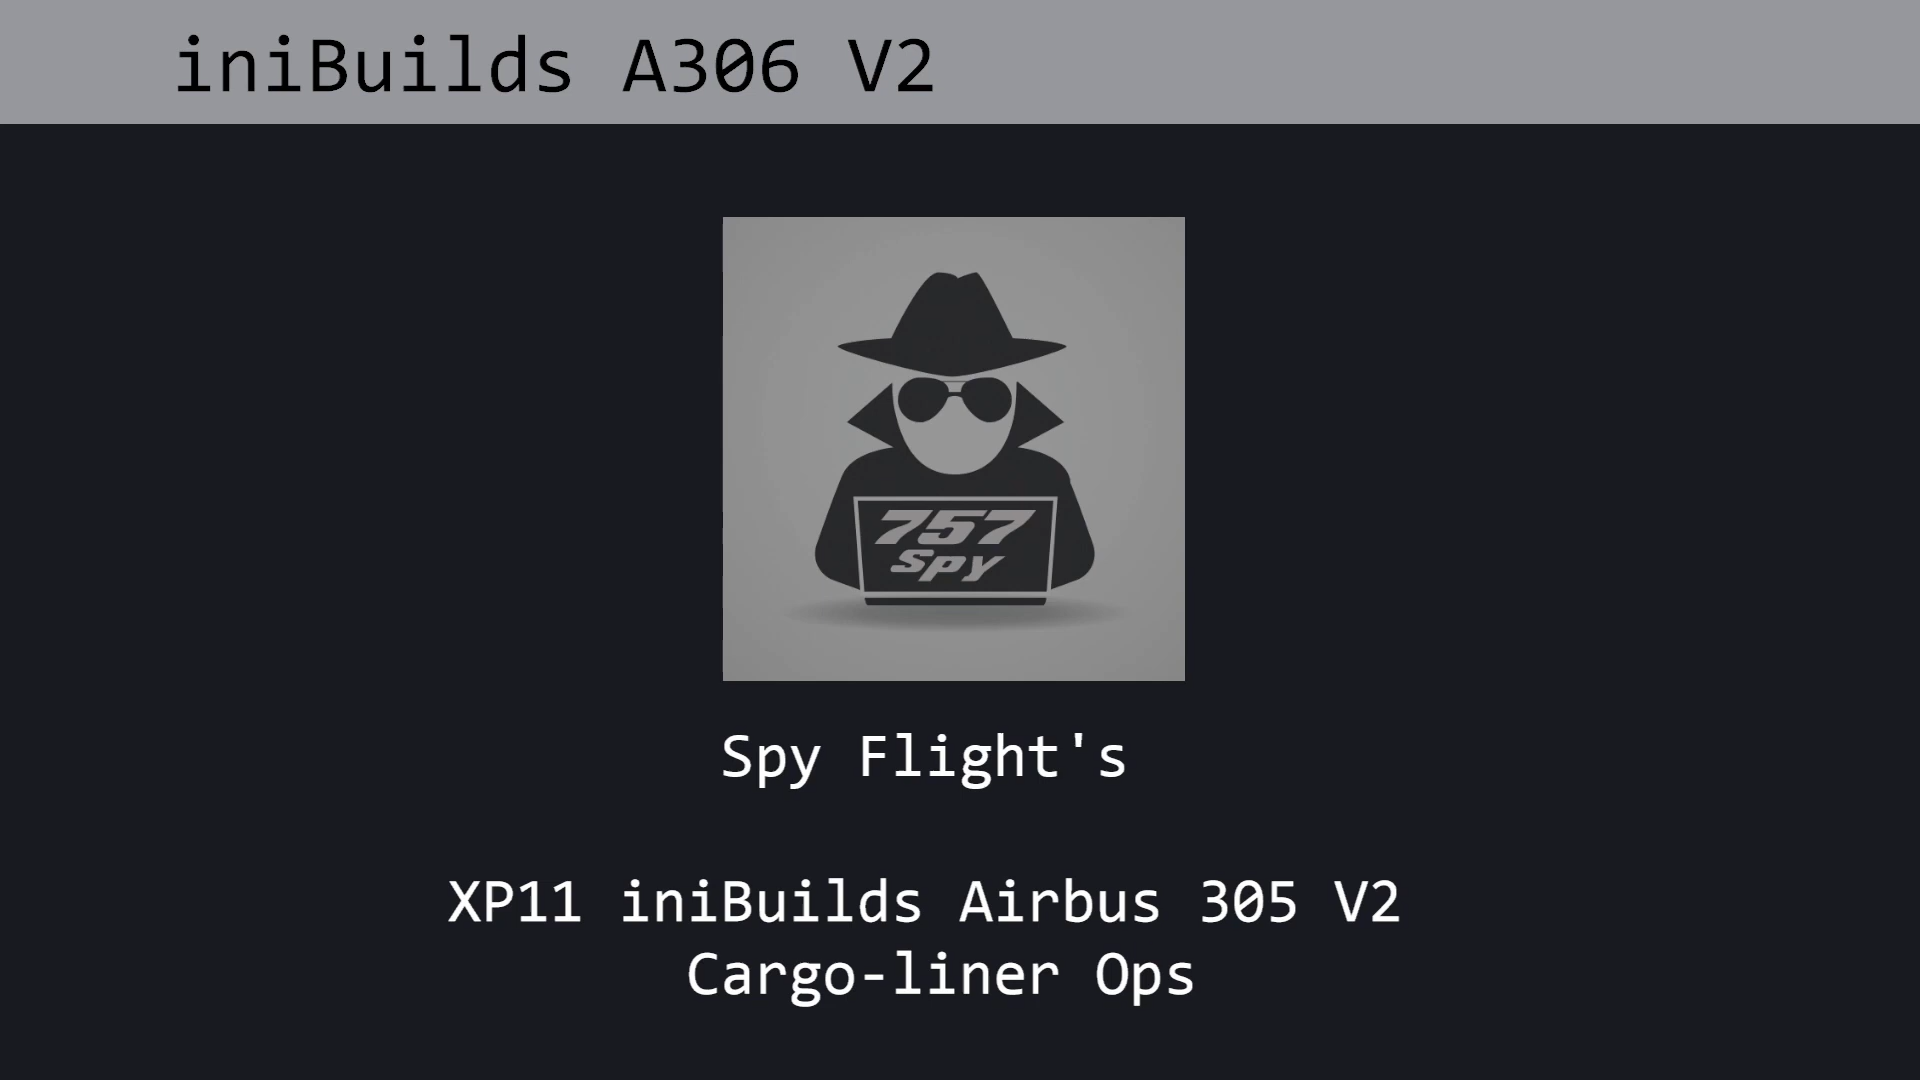 iniBuilds A306 V2
757
Spy
Spy Flight's
XP11 iniBuilds Airbus 305 V2
Cargo-liner Ops